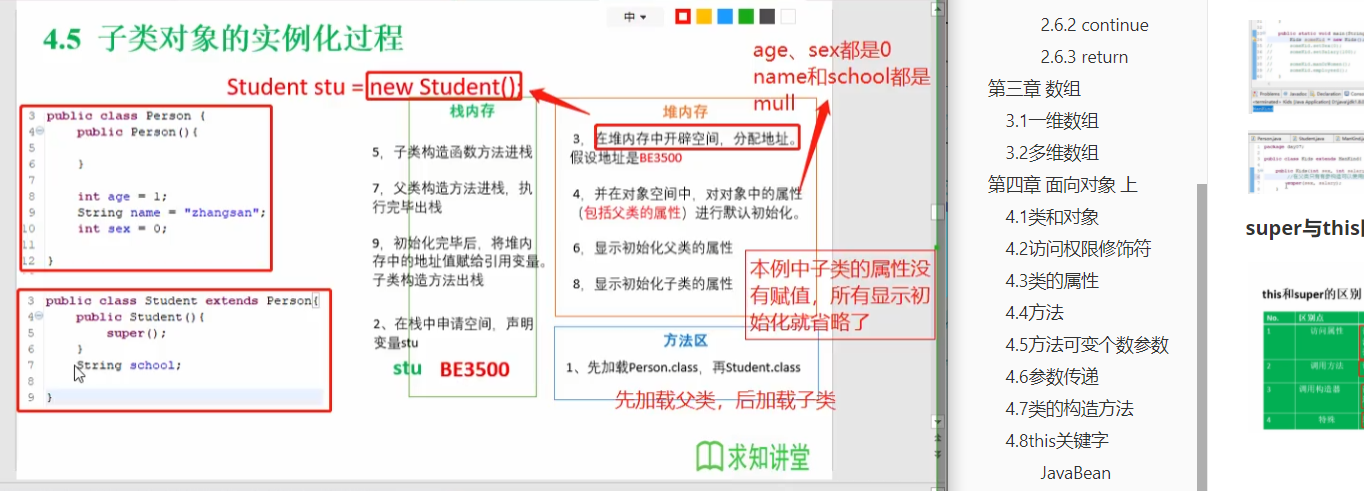 中
4.5 子类对象的实例化过程
age、sex都是0
name和school都是
mull
Student stu = new Student();
3 public class Person {
4 public Person(){
5
6 }
7
8 int age = 1;
9 String name = "zhangsan";
10 int sex = 0;
11
12 }
3 public class Student extends Person{
4 public Student(){
5 super();
6 }
7 String school;
8
9 }
栈内存
5，子类构造函数方法进栈
7，父类构造方法进栈，执
行完毕出栈
9，初始化完毕后，将堆内
存中的地址值赋给引用变量。
子类构造方法出栈
2、在栈中申请空间，声明
变量stu
stu BE3500
堆内存
3，在堆内存中开辟空间，分配地址。
假设地址是BE3500
4，并在对象空间中，对对象中的属性
（包括父类的属性）进行默认初始化。
6，显示初始化父类的属性
8，显示初始化子类的属性
本例中子类的属性没
有赋值，所有显示初
始化就省略了
方法区
1、先加载Person.class，再Student.class
先加载父类，后加载子类
求知讲堂
2.6.2 continue
2.6.3 return
第三章 数组
3.1一维数组
3.2多维数组
第四章 面向对象 上
4.1类和对象
4.2访问权限修饰符
4.3类的属性
4.4方法
4.5方法可变个数参数
4.6参数传递
4.7类的构造方法
4.8this关键字
JavaBean
super与this
this和super的区别
No. 区别点
1 访问属性
2 调用方法
3 调用构造器
4 特殊